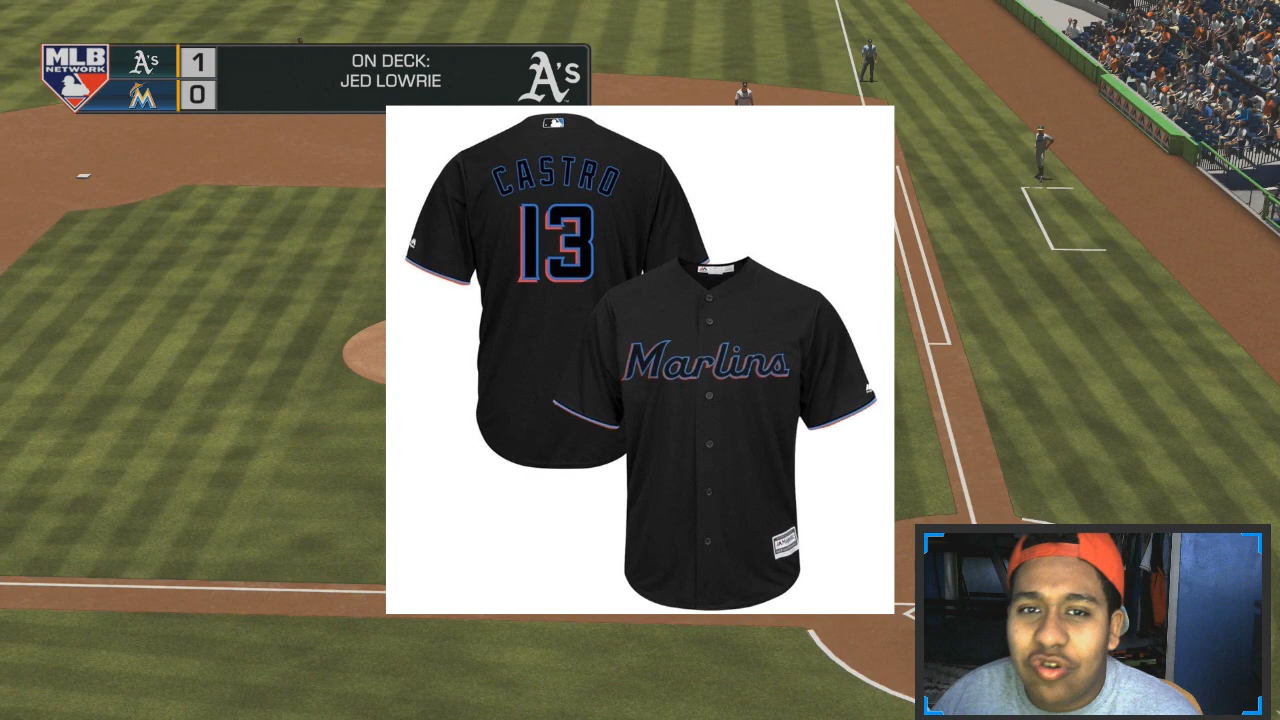 MLB
NETWORK
A's 1
M 0
ON DECK:
JED LOWRIE
A's
CASTRO
13
Marlins